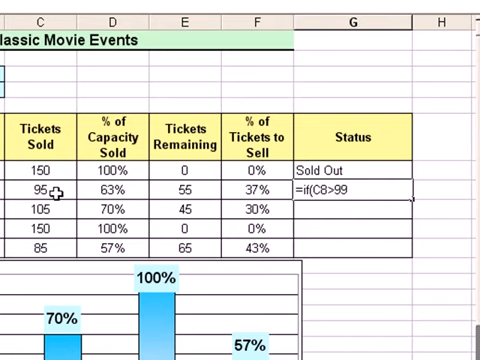 C D E F G H
lassic Movie Events
Tickets Sold % of Capacity Sold Tickets Remaining % of Tickets to Sell Status
150 100% 0 0% Sold Out
95 63% 55 37% =if(C8>99
105 70% 45 30%
150 100% 0 0%
85 57% 65 43%
100%
70%
57%